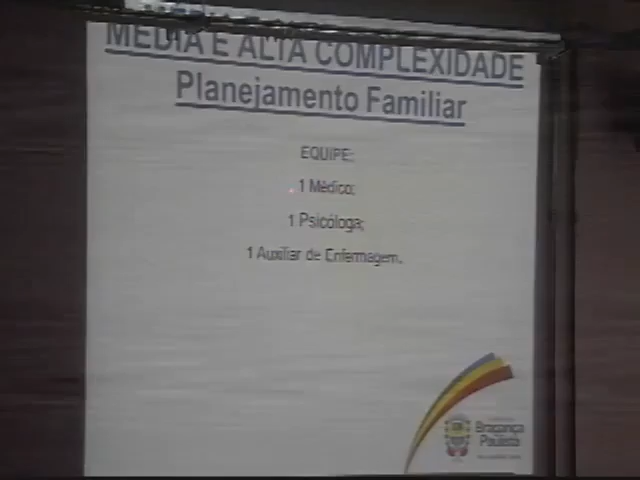 MÉDIA E ALTA COMPLEXIDADE
Planejamento Familiar
EQUIPE:
1 Médico;
1 Psicóloga;
1 Auxiliar de Enfermagem.
Bragança
Paulista